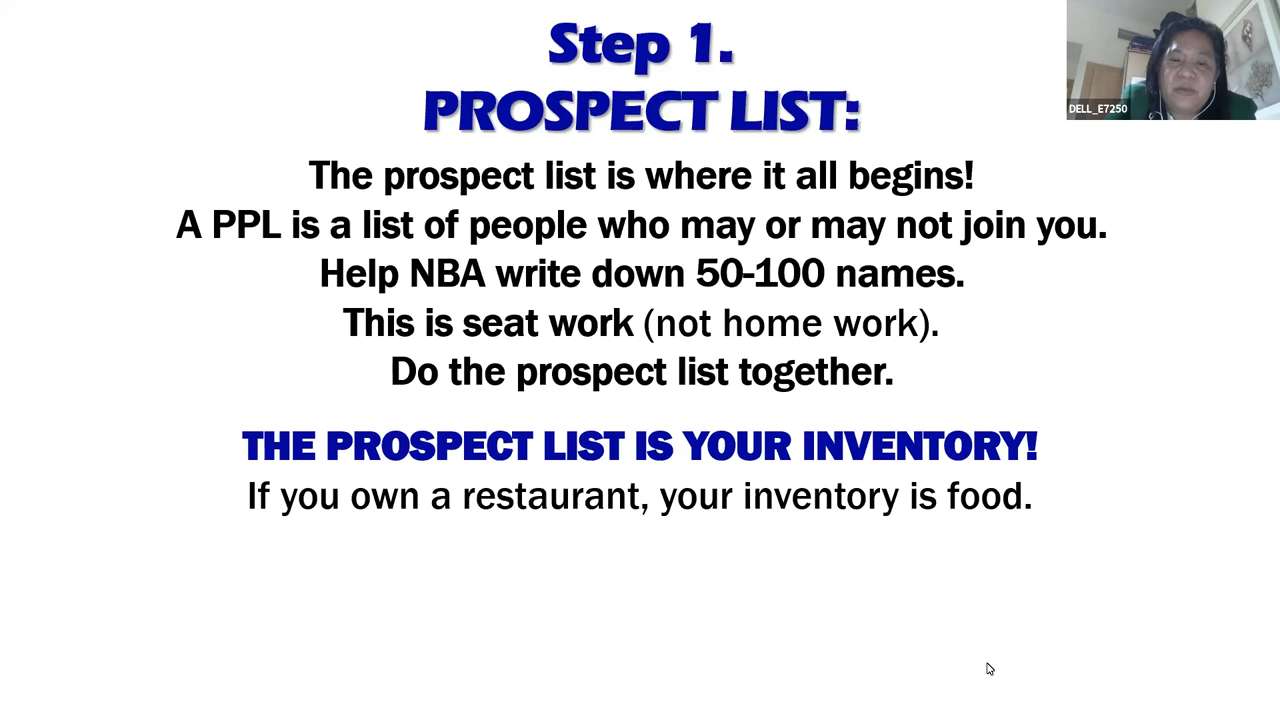 Step 1.
PROSPECT LIST:
DELL_E7250
The prospect list is where it all begins!
A PPL is a list of people who may or may not join you.
Help NBA write down 50-100 names.
This is seat work (not home work).
Do the prospect list together.
THE PROSPECT LIST IS YOUR INVENTORY!
If you own a restaurant, your inventory is food.